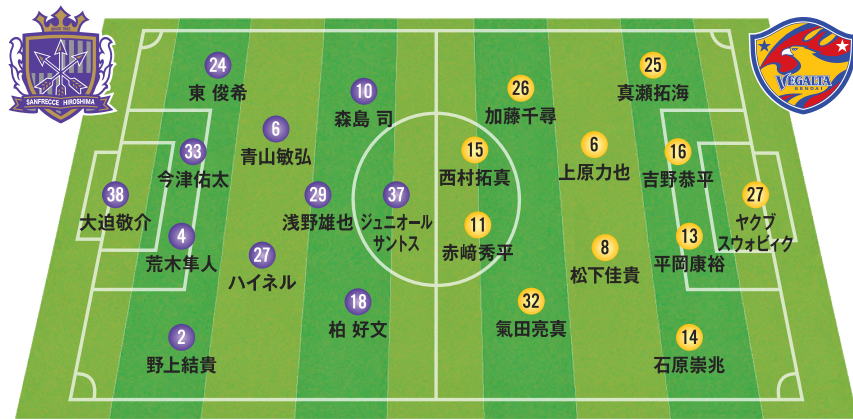 SANFRECCE HIROSHIMA
VEGALTA
SENDAI
24
東 俊希
10
森島 司
6
青山敏弘
33
今津佑太
38
大迫敬介
29
浅野雄也
37
ジュニオール
サントス
4
荒木隼人
27
ハイネル
18
柏 好文
2
野上結貴
26
加藤千尋
25
真瀬拓海
15
西村拓真
6
上原力也
16
吉野恭平
27
ヤクブ
スウォビィク
11
赤﨑秀平
8
松下佳貴
13
平岡康裕
32
氣田亮真
14
石原崇兆